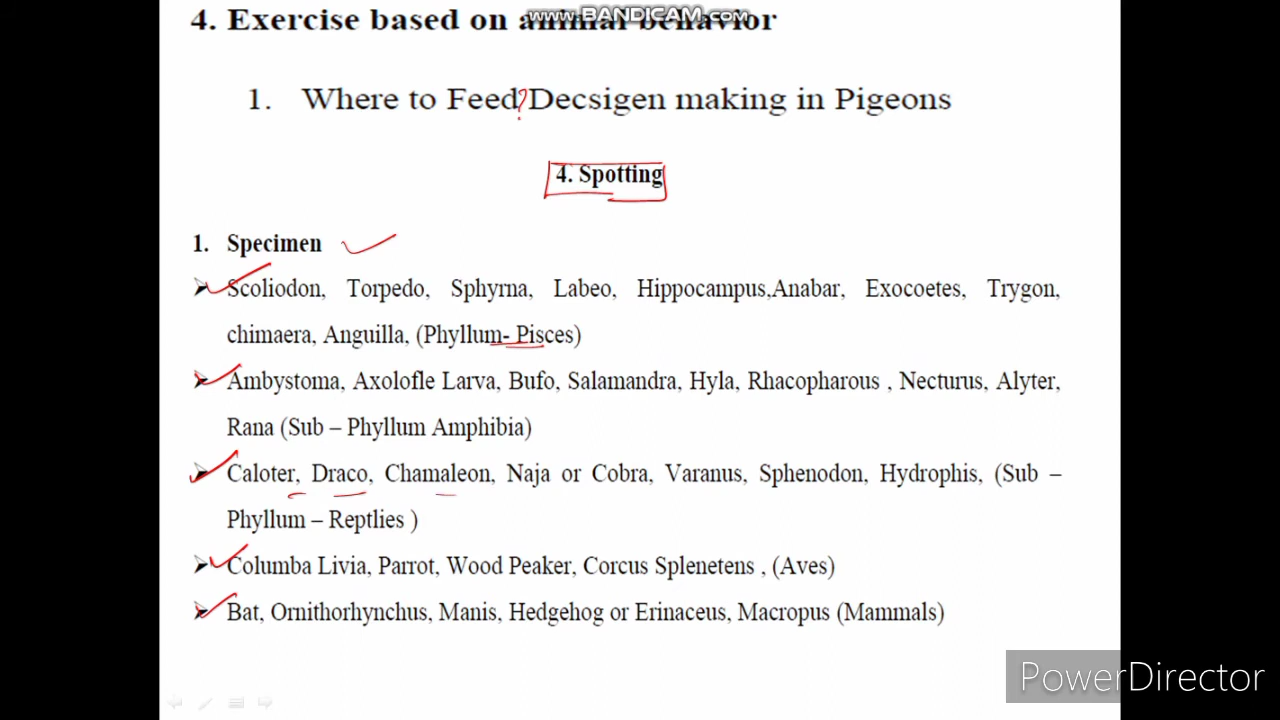 www.BANDICAM.com
4. Exercise based on animal behavior
1. Where to Feed?Decsigen making in Pigeons
4. Spotting
1. Specimen
➢ Scoliodon, Torpedo, Sphyrna, Labeo, Hippocampus,Anabar, Exocoetes, Trygon,
chimaera, Anguilla, (Phyllum- Pisces)
➢ Ambystoma, Axolofle Larva, Bufo, Salamandra, Hyla, Rhacopharous , Necturus, Alyter,
Rana (Sub – Phyllum Amphibia)
➢ Caloter, Draco, Chamaleon, Naja or Cobra, Varanus, Sphenodon, Hydrophis, (Sub –
Phyllum – Reptlies )
➢ Columba Livia, Parrot, Wood Peaker, Corcus Splenetens , (Aves)
➢ Bat, Ornithorhynchus, Manis, Hedgehog or Erinaceus, Macropus (Mammals)
PowerDirector